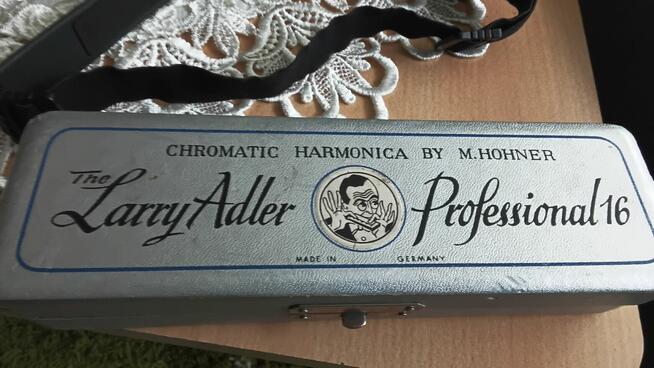 CHROMATIC HARMONICA BY M.HOHNER
The Larry Adler Professional 16
MADE IN GERMANY